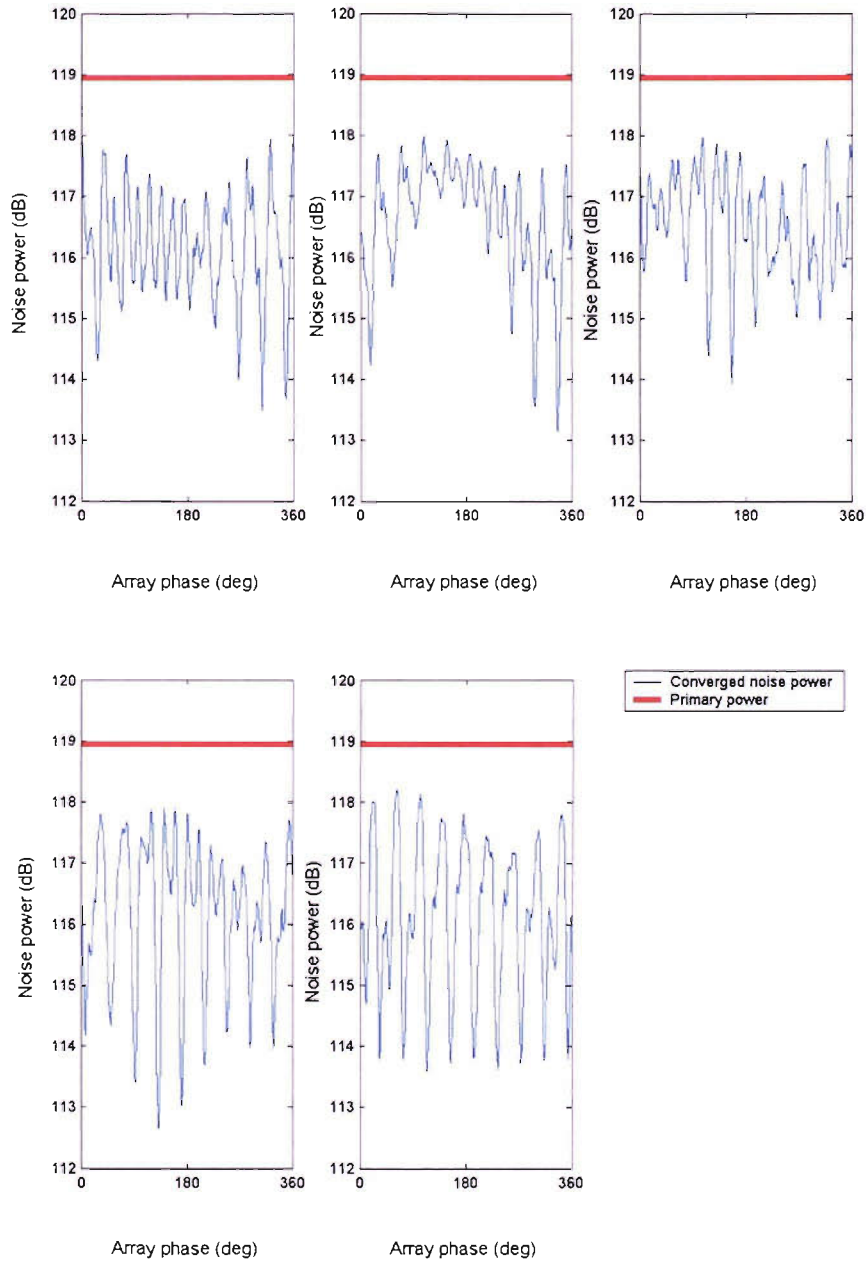 120 120 120
119 119 119
118 118 118
117 117 117
116 116 116
115 115 115
114 114 114
113 113 113
112 112 112
Noise power (dB) Noise power (dB) Noise power (dB)
0 180 360 0 180 360 0 180 360
Array phase (deg) Array phase (deg) Array phase (deg)
120 120
119 119
118 118
117 117
116 116
115 115
114 114
113 113
112 112
Noise power (dB) Noise power (dB)
0 180 360 0 180 360
Array phase (deg) Array phase (deg)
Converged noise power
Primary power